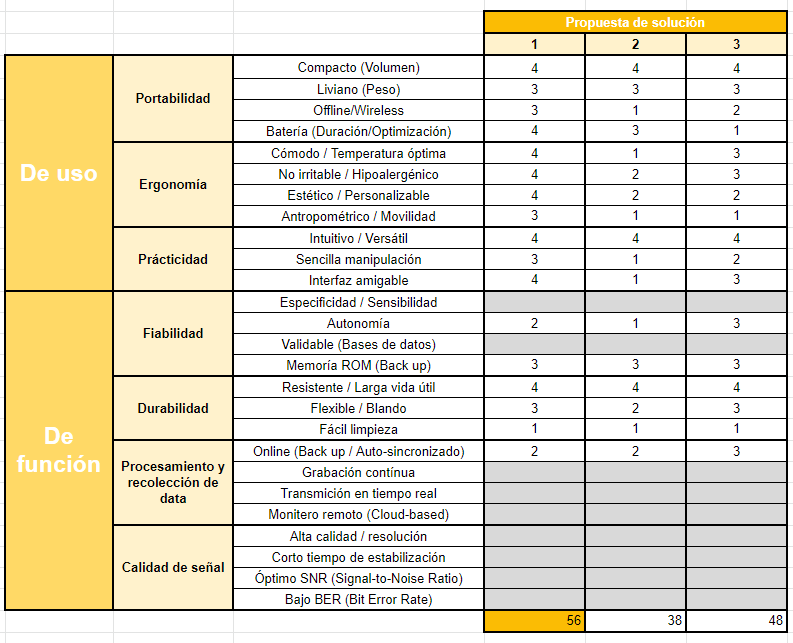 Propuesta de solución
1 2 3
De uso
Portabilidad
Compacto (Volumen) 4 4 4
Liviano (Peso) 3 3 3
Offline/Wireless 3 1 2
Batería (Duración/Optimización) 4 3 1
Ergonomía
Cómodo / Temperatura óptima 4 1 3
No irritable / Hipoalergénico 4 2 3
Estético / Personalizable 4 2 2
Antropométrico / Movilidad 3 1 1
Prácticidad
Intuitivo / Versátil 4 4 4
Sencilla manipulación 3 1 2
Interfaz amigable 4 1 3
De
función
Fiabilidad
Especificidad / Sensibilidad
Autonomía 2 1 3
Validable (Bases de datos)
Memoría ROM (Back up) 3 3 3
Durabilidad
Resistente / Larga vida útil 4 4 4
Flexible / Blando 3 2 3
Fácil limpieza 1 1 1
Procesamiento y
recolección de
data
Online (Back up / Auto-sincronizado) 2 2 3
Grabación contínua
Transmición en tiempo real
Monitero remoto (Cloud-based)
Calidad de señal
Alta calidad / resolución
Corto tiempo de estabilización
Óptimo SNR (Signal-to-Noise Ratio)
Bajo BER (Bit Error Rate)
56 38 48